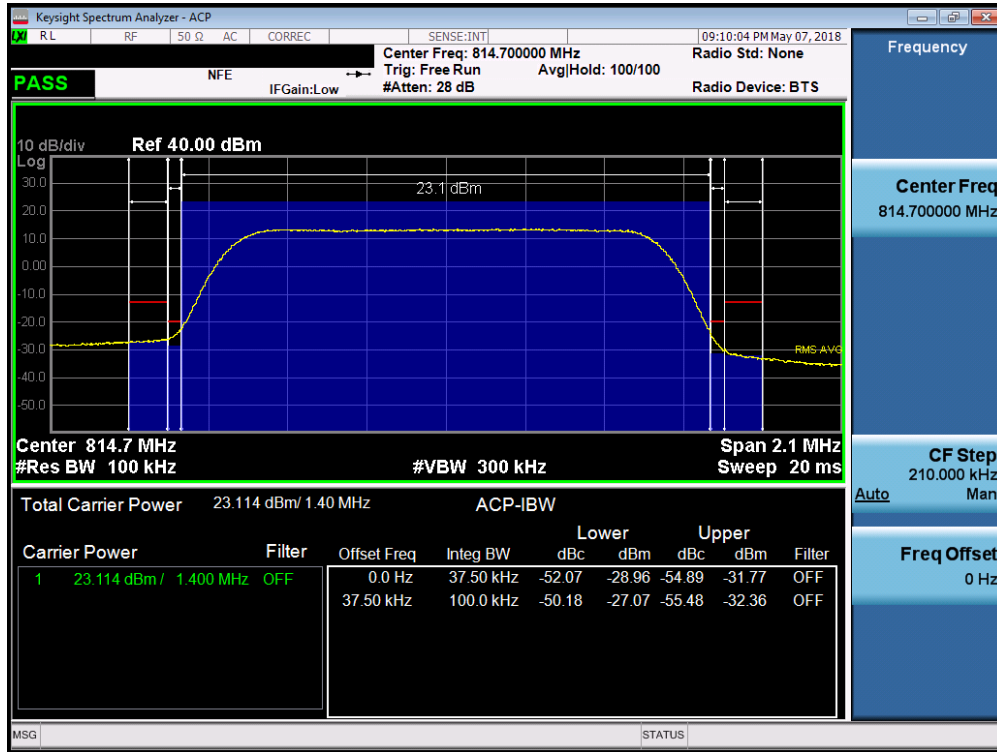 Keysight Spectrum Analyzer - ACP
LXI RL RF 50 Ω AC CORREC SENSE:INT 09:10:04 PM May 07, 2018
Center Freq: 814.700000 MHz Radio Std: None
PASS NFE Trig: Free Run Avg|Hold: 100/100
IFGain:Low #Atten: 28 dB Radio Device: BTS
10 dB/div Ref 40.00 dBm
Log
30.0
20.0
10.0
0.00
-10.0
-20.0
-30.0
-40.0
-50.0
23.1 dBm
RMS AVG
Center 814.7 MHz Span 2.1 MHz
#Res BW 100 kHz #VBW 300 kHz Sweep 20 ms
Total Carrier Power 23.114 dBm/ 1.40 MHz ACP-IBW
Lower Upper
Carrier Power Filter Offset Freq Integ BW dBc dBm dBc dBm Filter
1 23.114 dBm / 1.400 MHz OFF 0.0 Hz 37.50 kHz -52.07 -28.96 -54.89 -31.77 OFF
37.50 kHz 100.0 kHz -50.18 -27.07 -55.48 -32.36 OFF
MSG STATUS
Frequency
Center Freq
814.700000 MHz
CF Step
210.000 kHz
Auto Man
Freq Offset
0 Hz